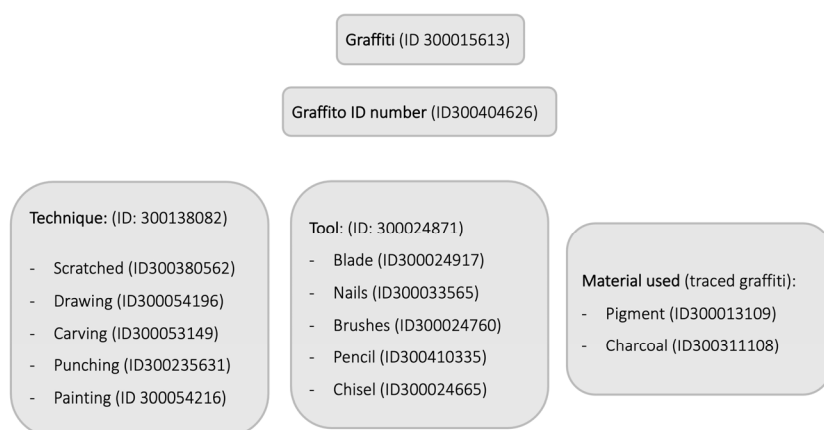 Graffiti (ID 300015613)
Graffito ID number (ID300404626)
Technique: (ID: 300138082)
- Scratched (ID300380562)
- Drawing (ID300054196)
- Carving (ID300053149)
- Punching (ID300235631)
- Painting (ID 300054216)
Tool: (ID: 300024871)
- Blade (ID300024917)
- Nails (ID300033565)
- Brushes (ID300024760)
- Pencil (ID300410335)
- Chisel (ID300024665)
Material used (traced graffiti):
- Pigment (ID300013109)
- Charcoal (ID300311108)